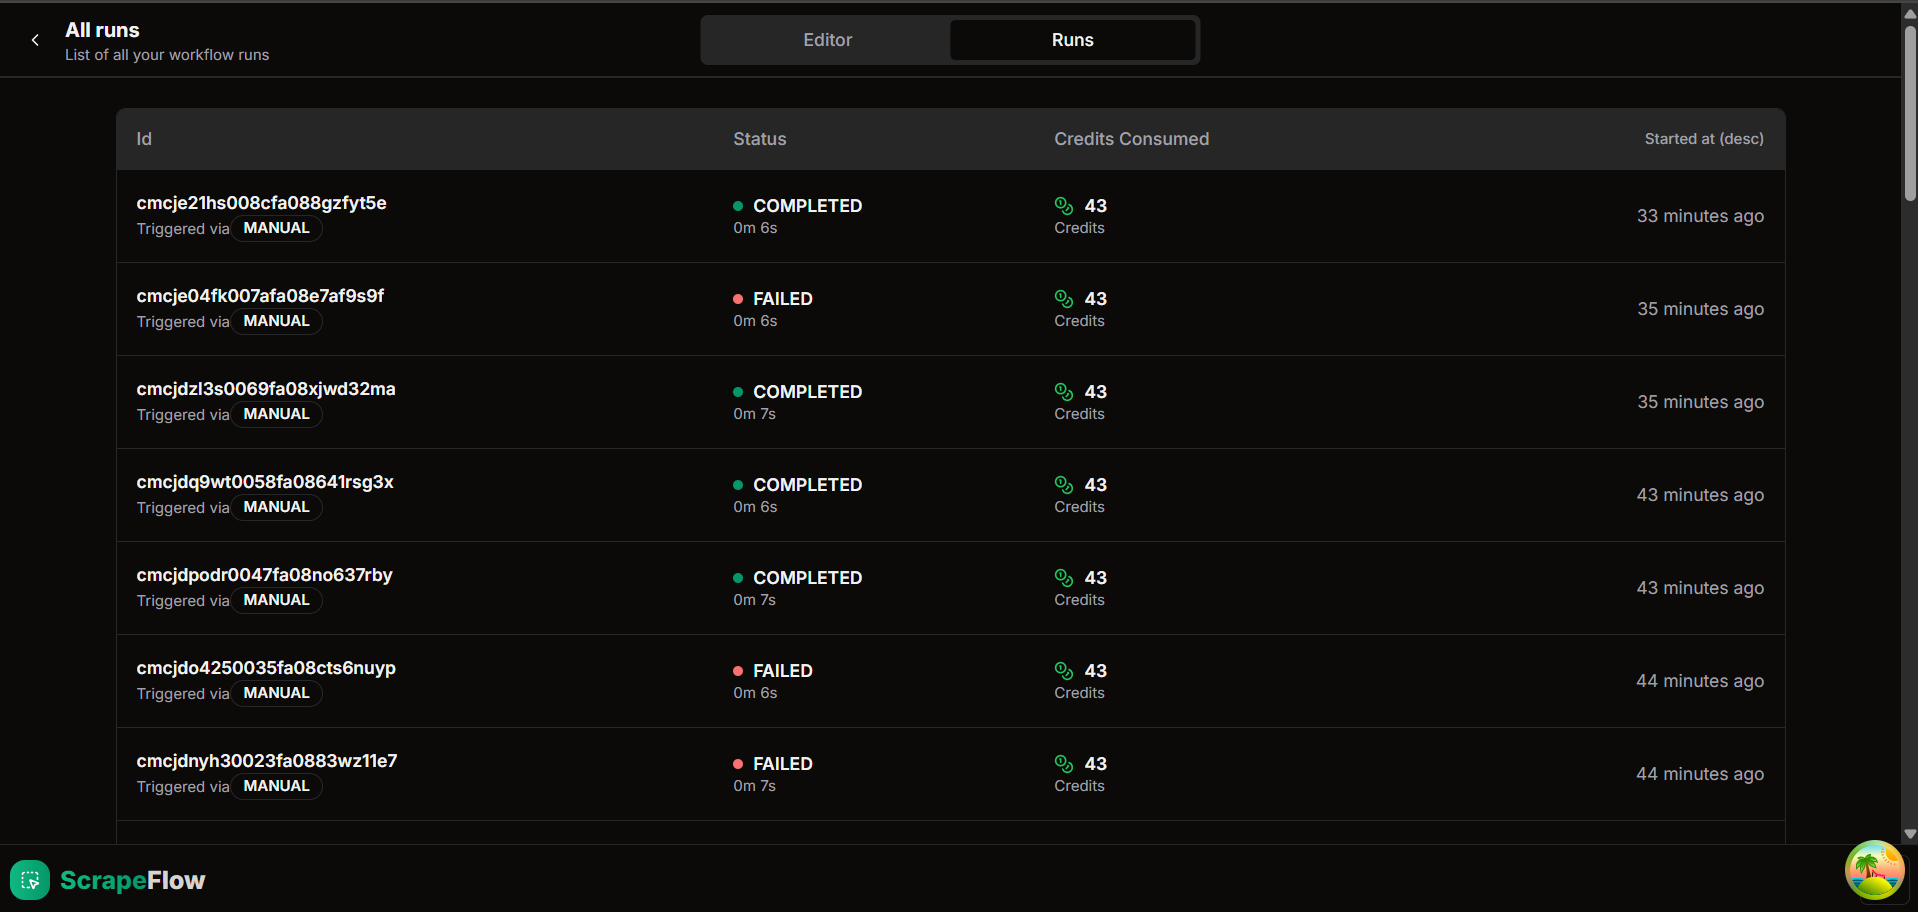 All runs
List of all your workflow runs
Editor
Runs
Id
Status
Credits Consumed
Started at (desc)
cmcje21hs008cfa088gzfyt5e
COMPLETED
43
33 minutes ago
Triggered via MANUAL
0m 6s
Credits
cmcje04fk007afa08e7af9s9f
FAILED
43
35 minutes ago
Triggered via MANUAL
0m 6s
Credits
cmcjdzl3s0069fa08xjwd32ma
COMPLETED
43
35 minutes ago
Triggered via MANUAL
0m 7s
Credits
cmcjdq9wt0058fa08641rsg3x
COMPLETED
43
43 minutes ago
Triggered via MANUAL
0m 6s
Credits
cmcjdpodr0047fa08no637rby
COMPLETED
43
43 minutes ago
Triggered via MANUAL
0m 7s
Credits
cmcjdo4250035fa08cts6nuyp
FAILED
43
44 minutes ago
Triggered via MANUAL
0m 6s
Credits
cmcjdnyh30023fa0883wz11e7
FAILED
43
44 minutes ago
Triggered via MANUAL
0m 7s
Credits
ScrapeFlow